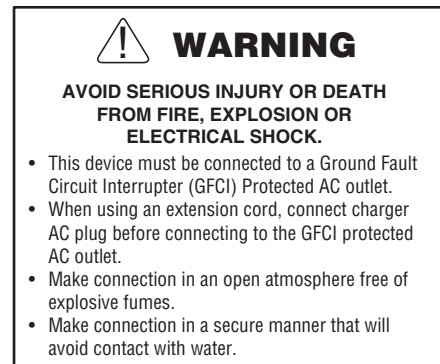 WARNING
AVOID SERIOUS INJURY OR DEATH
FROM FIRE, EXPLOSION OR
ELECTRICAL SHOCK.
• This device must be connected to a Ground Fault
Circuit Interrupter (GFCI) Protected AC outlet.
• When using an extension cord, connect charger
AC plug before connecting to the GFCI protected
AC outlet.
• Make connection in an open atmosphere free of
explosive fumes.
• Make connection in a secure manner that will
avoid contact with water.